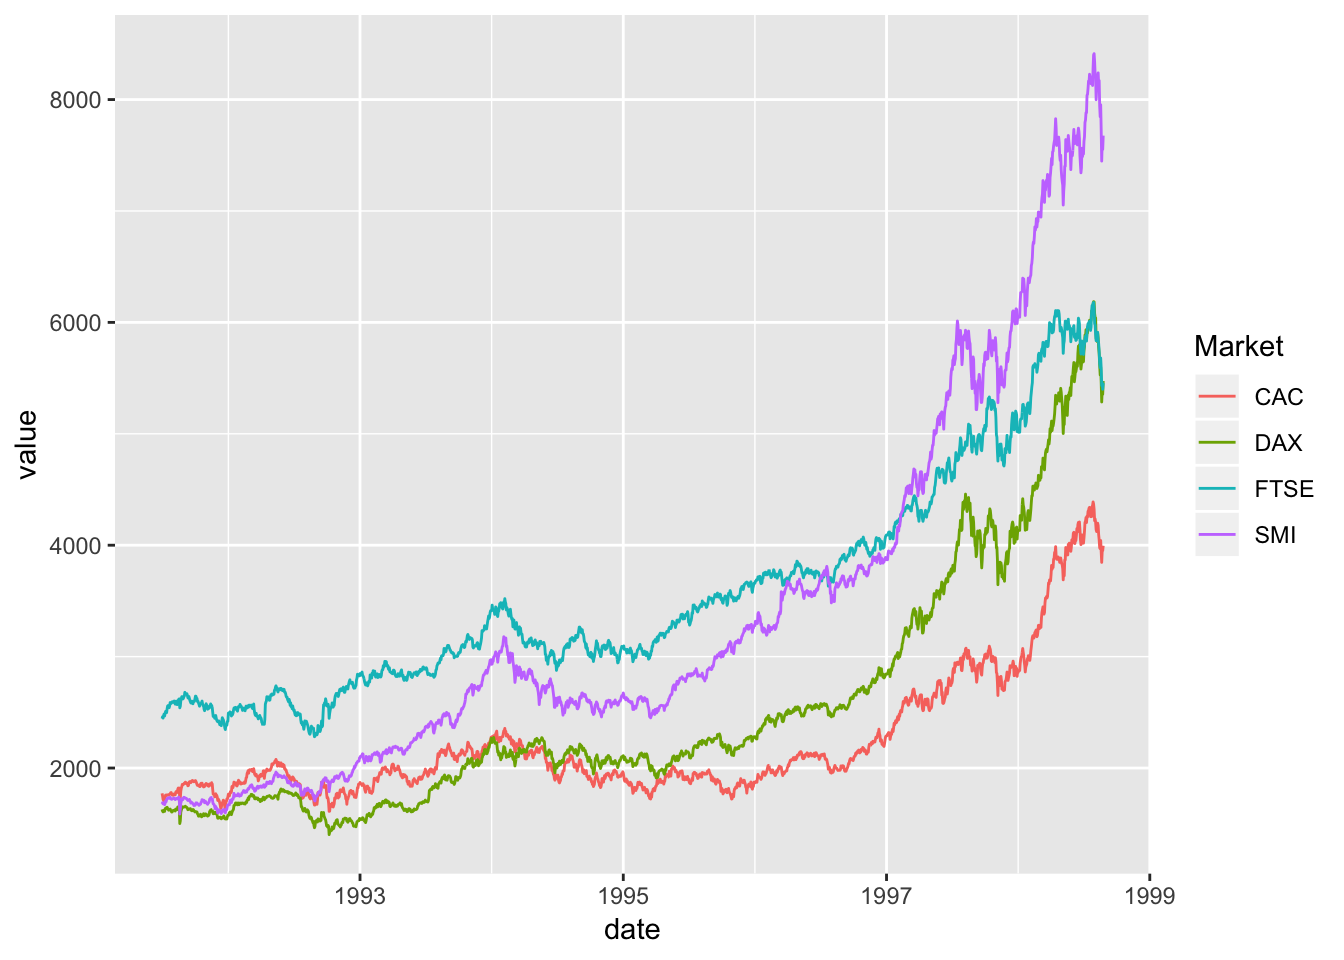 8000
6000
4000
2000
value
1993
1995
1997
1999
date
Market
CAC
DAX
FTSE
SMI